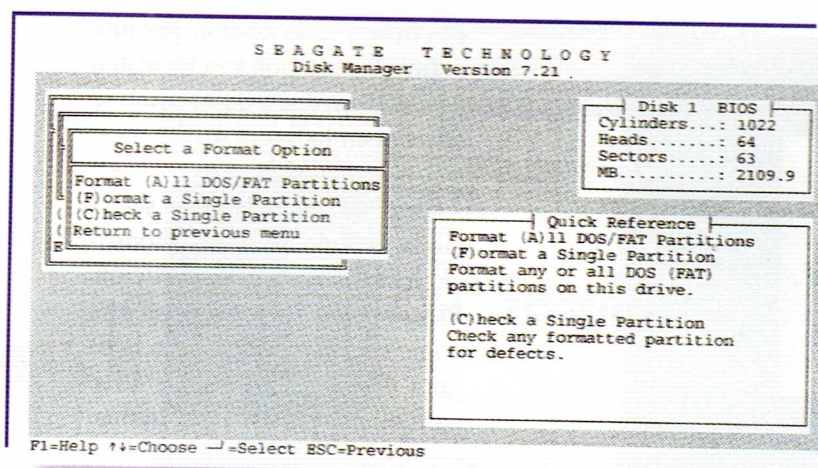 SEAGATE TECHNOLOGY
Disk Manager Version 7.21
Select a Format Option
Format (A)ll DOS/FAT Partitions
(F)ormat a Single Partition
(C)heck a Single Partition
Return to previous menu
(
(
E
Disk 1 BIOS
Cylinders...: 1022
Heads.......: 64
Sectors.....: 63
MB..........: 2109.9
Quick Reference
Format (A)ll DOS/FAT Partitions
(F)ormat a Single Partition
Format any or all DOS (FAT)
partitions on this drive.
(C)heck a Single Partition
Check any formatted partition
for defects.
F1=Help ↑↓=Choose ─┘=Select ESC=Previous